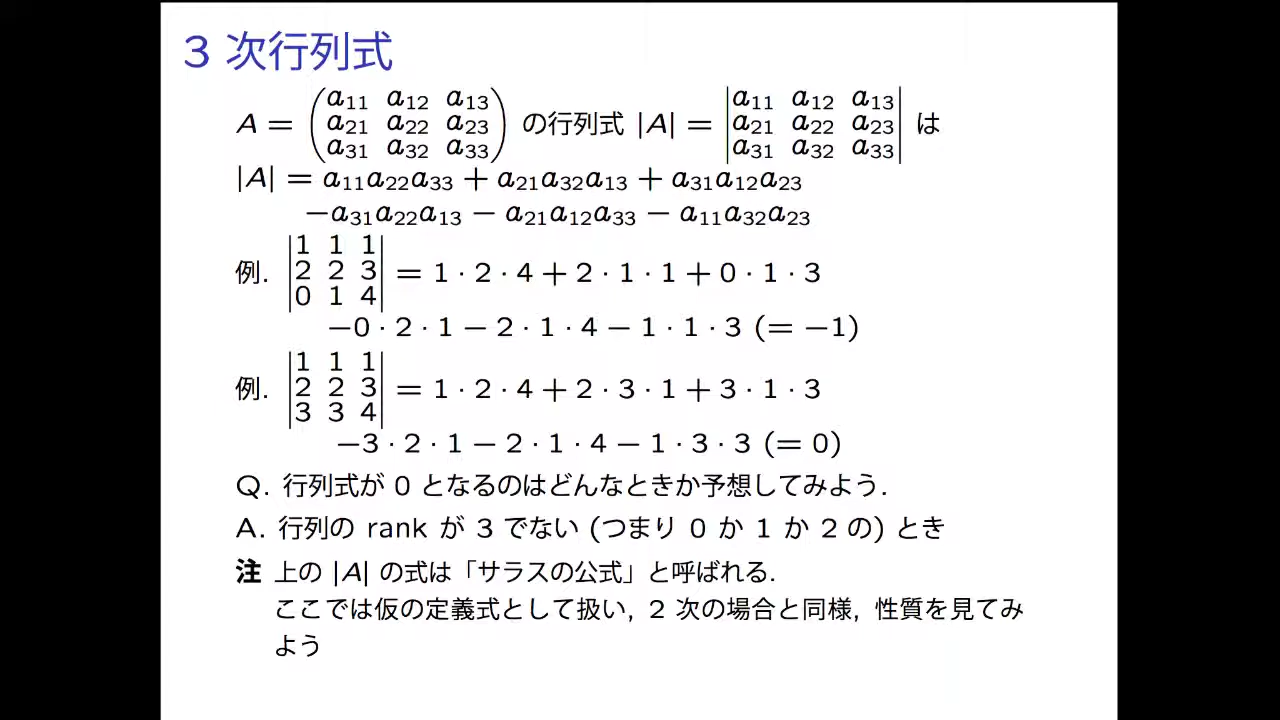 3 次行列式
A = (a11 a12 a13
a21 a22 a23
a31 a32 a33) の行列式 |A| = |a11 a12 a13
a21 a22 a23
a31 a32 a33| は
|A| = a11a22a33 + a21a32a13 + a31a12a23
−a31a22a13 − a21a12a33 − a11a32a23
例. |1 1 1
2 2 3
0 1 4| = 1 · 2 · 4 + 2 · 1 · 1 + 0 · 1 · 3
−0 · 2 · 1 − 2 · 1 · 4 − 1 · 1 · 3 (= −1)
例. |1 1 1
2 2 3
3 3 4| = 1 · 2 · 4 + 2 · 3 · 1 + 3 · 1 · 3
−3 · 2 · 1 − 2 · 1 · 4 − 1 · 3 · 3 (= 0)
Q. 行列式が 0 となるのはどんなときか予想してみよう.
A. 行列の rank が 3 でない (つまり 0 か 1 か 2 の) とき
注 上の |A| の式は「サラスの公式」と呼ばれる.
ここでは仮の定義式として扱い, 2 次の場合と同様, 性質を見てみ
よう